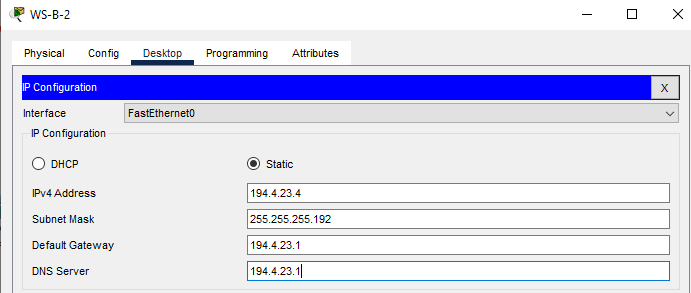 WS-B-2
Physical Config Desktop Programming Attributes
IP Configuration X
Interface FastEthernet0
IP Configuration
DHCP Static
IPv4 Address 194.4.23.4
Subnet Mask 255.255.255.192
Default Gateway 194.4.23.1
DNS Server 194.4.23.1